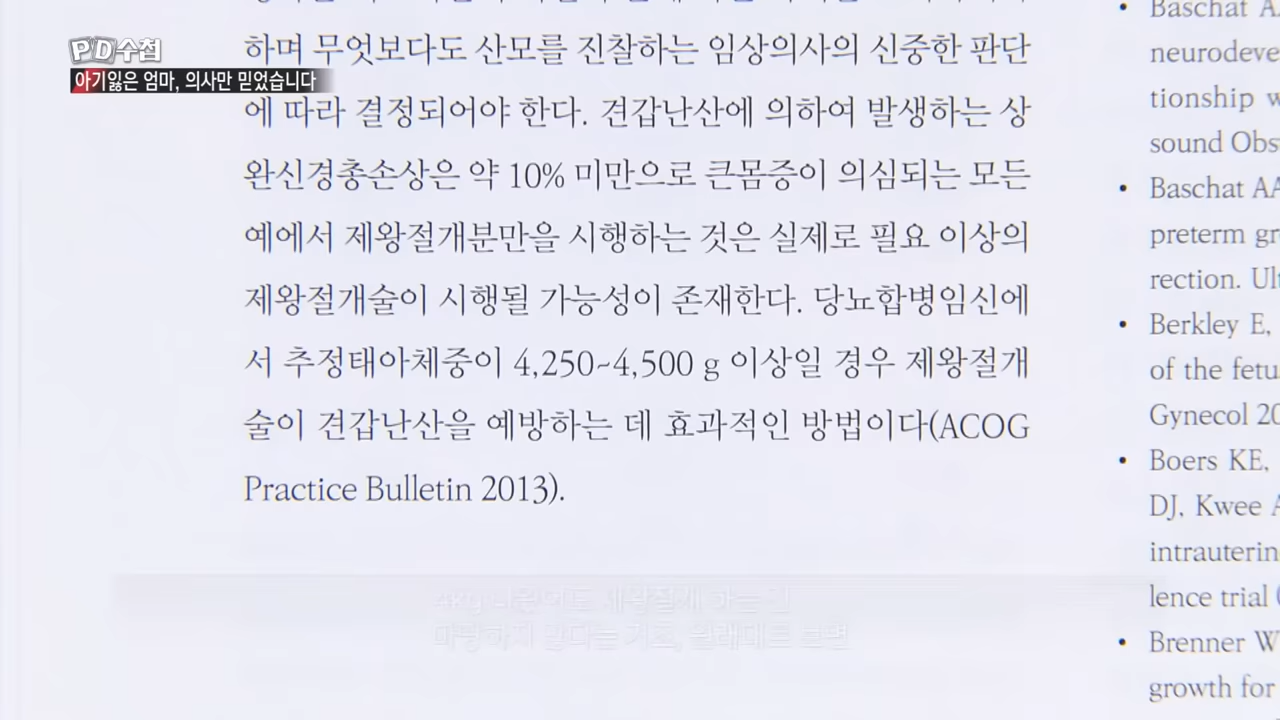 PD수첩
아기잃은 엄마, 의사만 믿었습니다
하며 무엇보다도 산모를 진찰하는 임상의사의 신중한 판단
에 따라 결정되어야 한다. 견갑난산에 의하여 발생하는 상
완신경총손상은 약 10% 미만으로 큰몸증이 의심되는 모든
예에서 제왕절개분만을 시행하는 것은 실제로 필요 이상의
제왕절개술이 시행될 가능성이 존재한다. 당뇨합병임신에
서 추정태아체중이 4,250~4,500 g 이상일 경우 제왕절개
술이 견갑난산을 예방하는 데 효과적인 방법이다(ACOG
Practice Bulletin 2013).
• Baschat A.
neurodeve
tionship w
sound Obs
• Baschat AA
preterm gr
rection. Ul
• Berkley E,
of the fetu
Gynecol 20
• Boers KE,
DJ, Kwee A
intrauterin
lence trial
• Brenner W
growth for